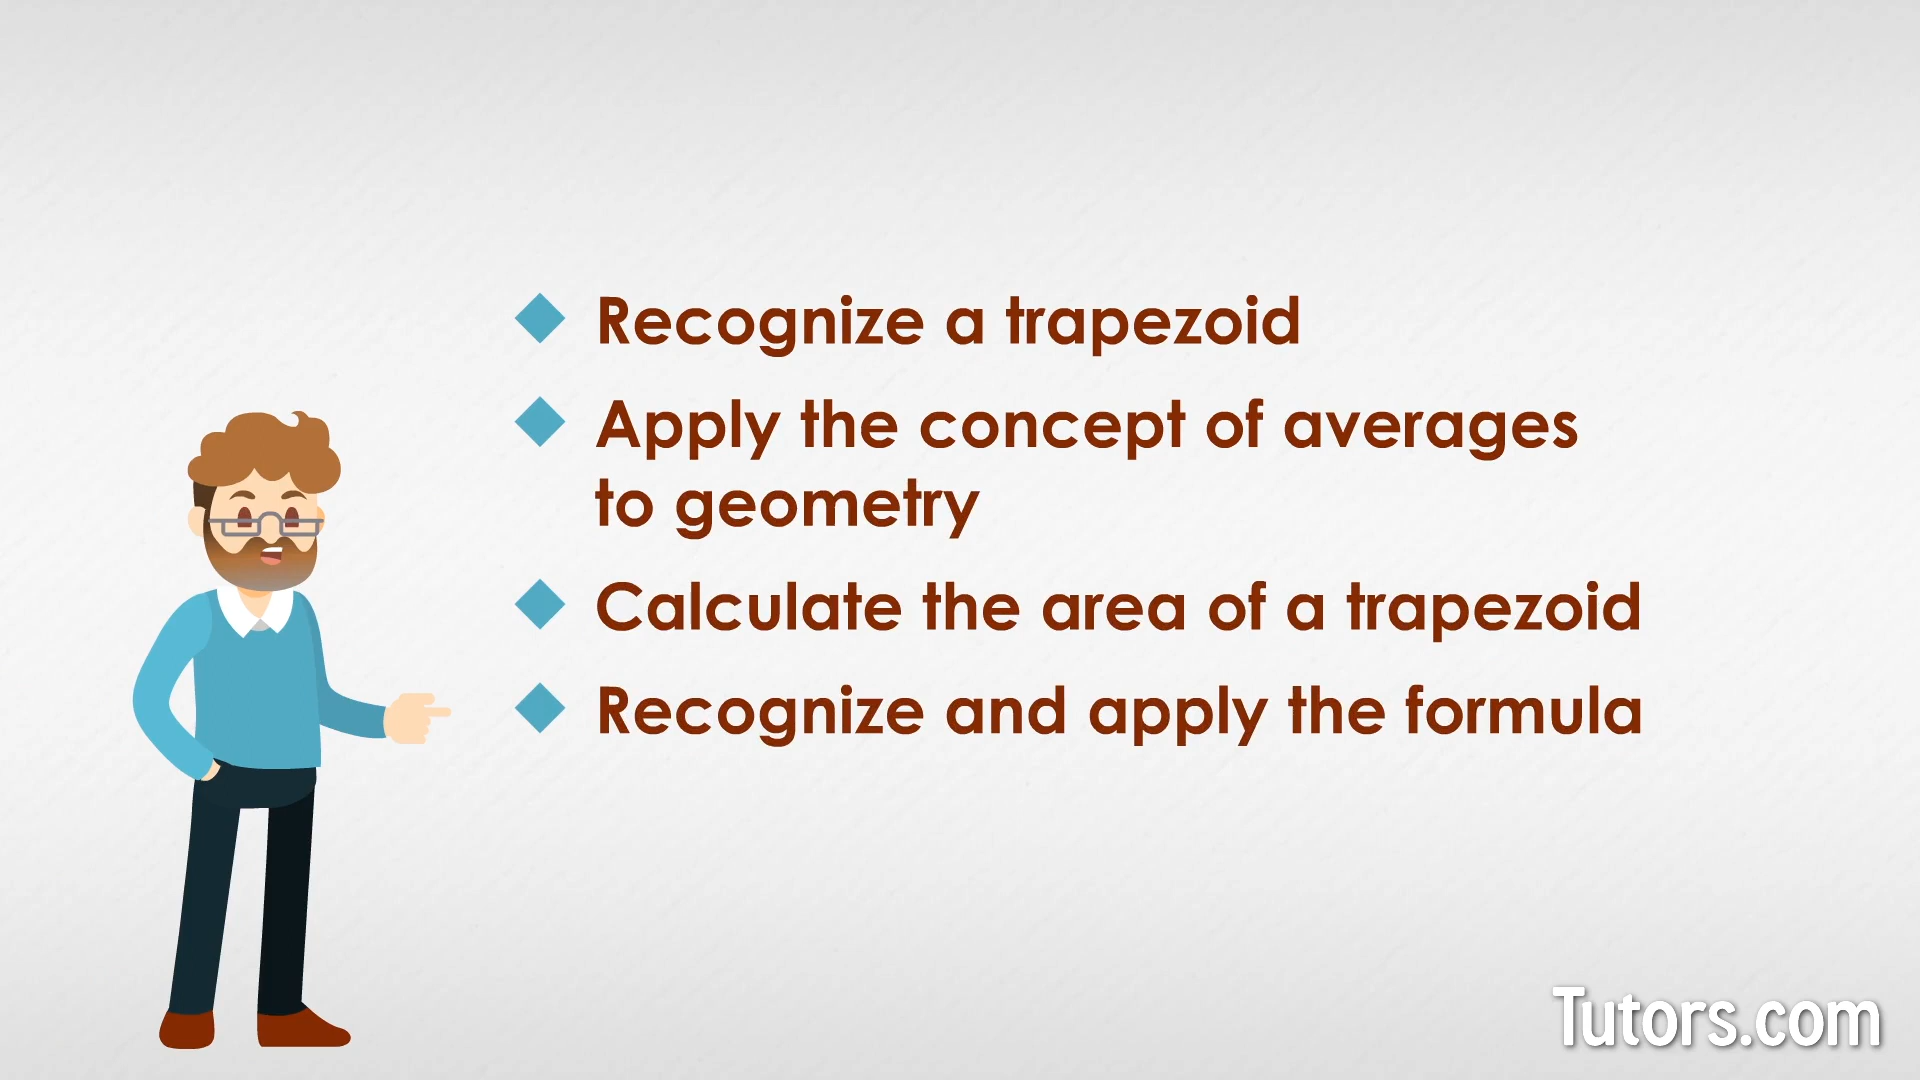 Recognize a trapezoid
Apply the concept of averages
to geometry
Calculate the area of a trapezoid
Recognize and apply the formula
Tutors.com